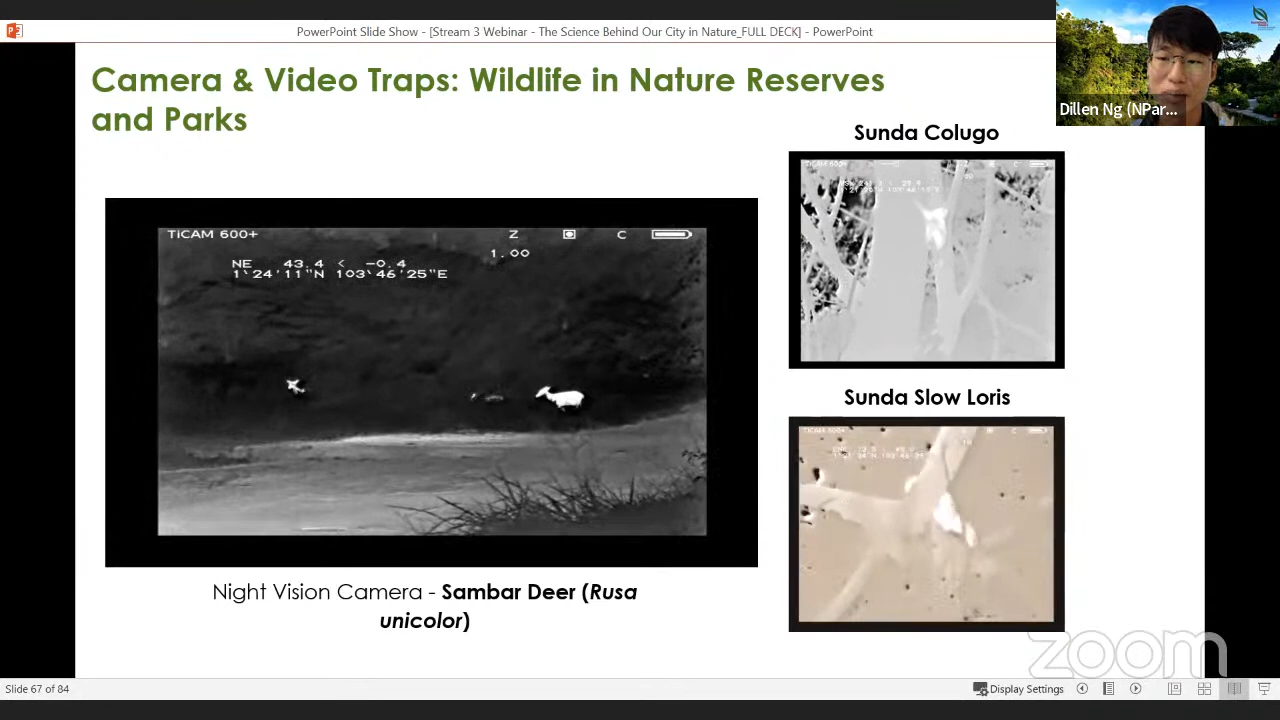 PowerPoint Slide Show - [Stream 3 Webinar - The Science Behind Our City in Nature_FULL DECK] - PowerPoint
Camera & Video Traps: Wildlife in Nature Reserves
and Parks
Dillen Ng (NPar...
Sunda Colugo
TiCAM 600+ Z C
1.00
NE 43.4 < -0.4
1°24'11"N 103°46'25"E
Sunda Slow Loris
Night Vision Camera - Sambar Deer (Rusa
unicolor)
zoom
Slide 67 of 84
Display Settings